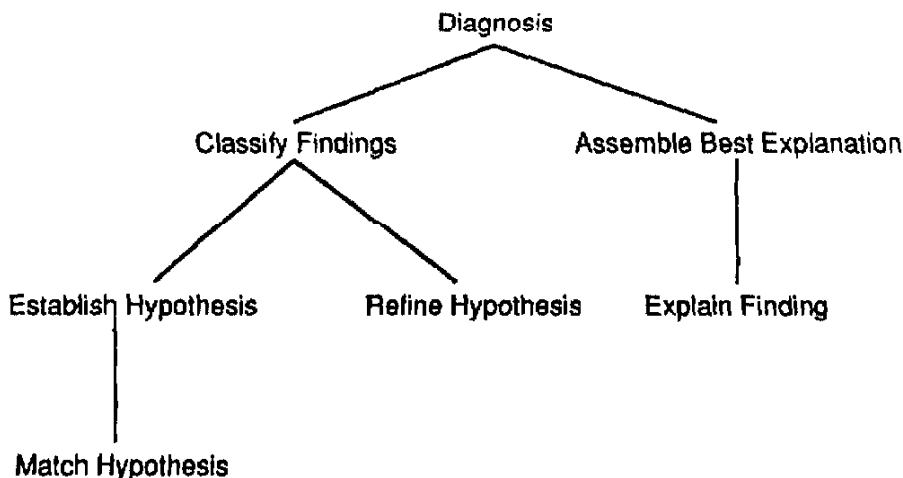 Diagnosis
Classify Findings
Assemble Best Explanation
Establish Hypothesis
Refine Hypothesis
Explain Finding
Match Hypothesis